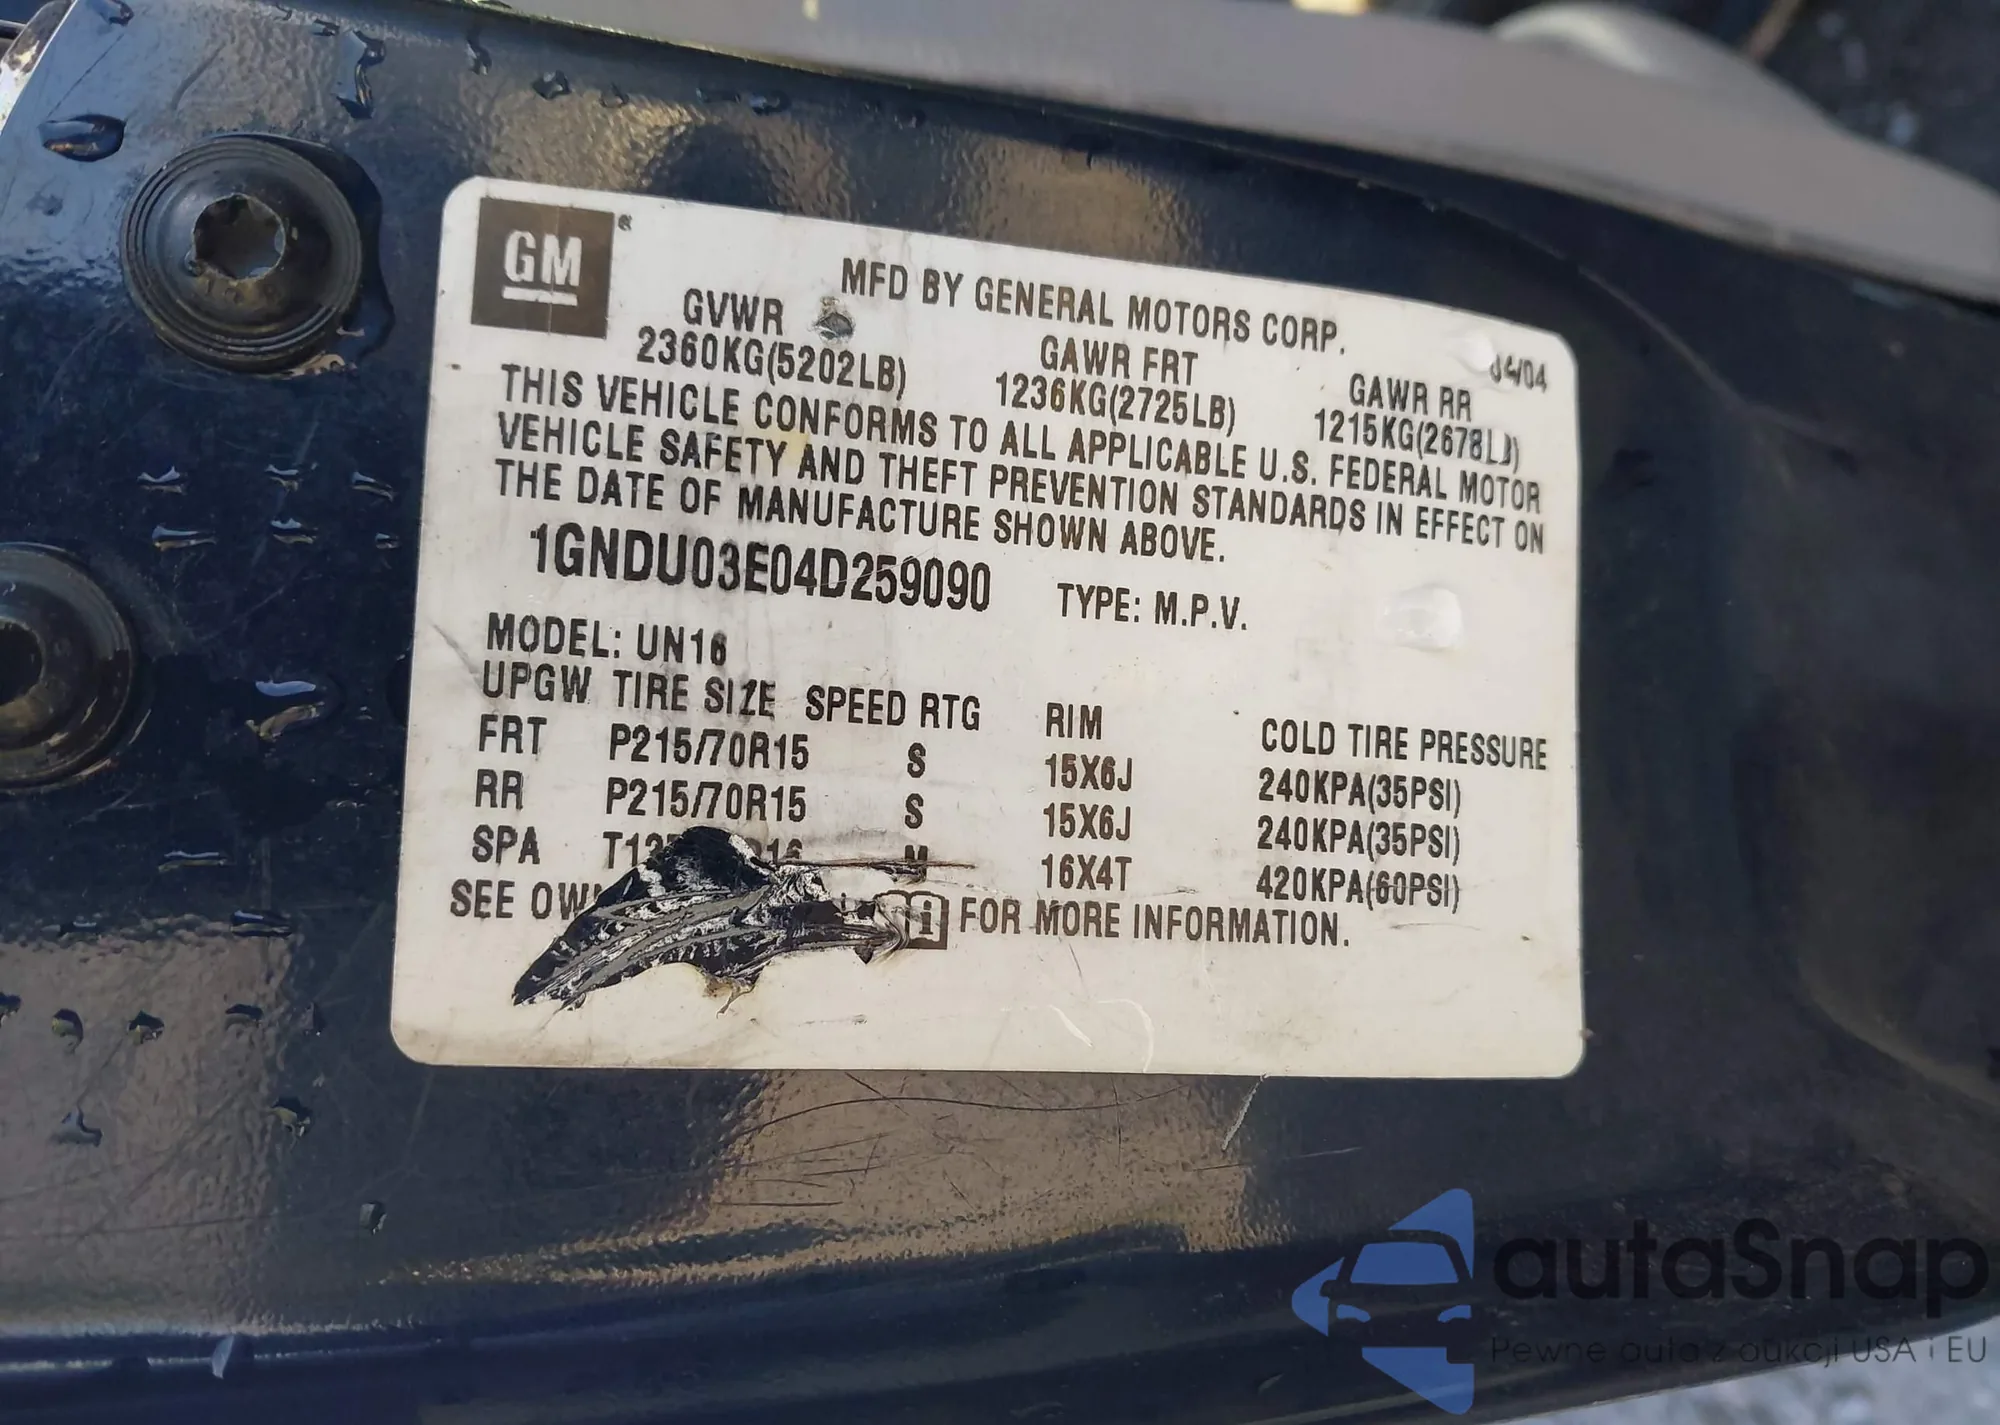 GM
MFD BY GENERAL MOTORS CORP.
GVWR GAWR FRT GAWR RR 04/04
2360KG(5202LB) 1236KG(2725LB) 1215KG(2678LB)
THIS VEHICLE CONFORMS TO ALL APPLICABLE U.S. FEDERAL MOTOR
VEHICLE SAFETY AND THEFT PREVENTION STANDARDS IN EFFECT ON
THE DATE OF MANUFACTURE SHOWN ABOVE.
1GNDU03E04D259090 TYPE: M.P.V.
MODEL: UN16
UPGW TIRE SIZE SPEED RTG RIM COLD TIRE PRESSURE
FRT P215/70R15 S 15X6J 240KPA(35PSI)
RR P215/70R15 S 15X6J 240KPA(35PSI)
SPA M 16X4T 420KPA(60PSI)
SEE FOR MORE INFORMATION.
autaSnap
Pewne auta z aukcji USA i EU